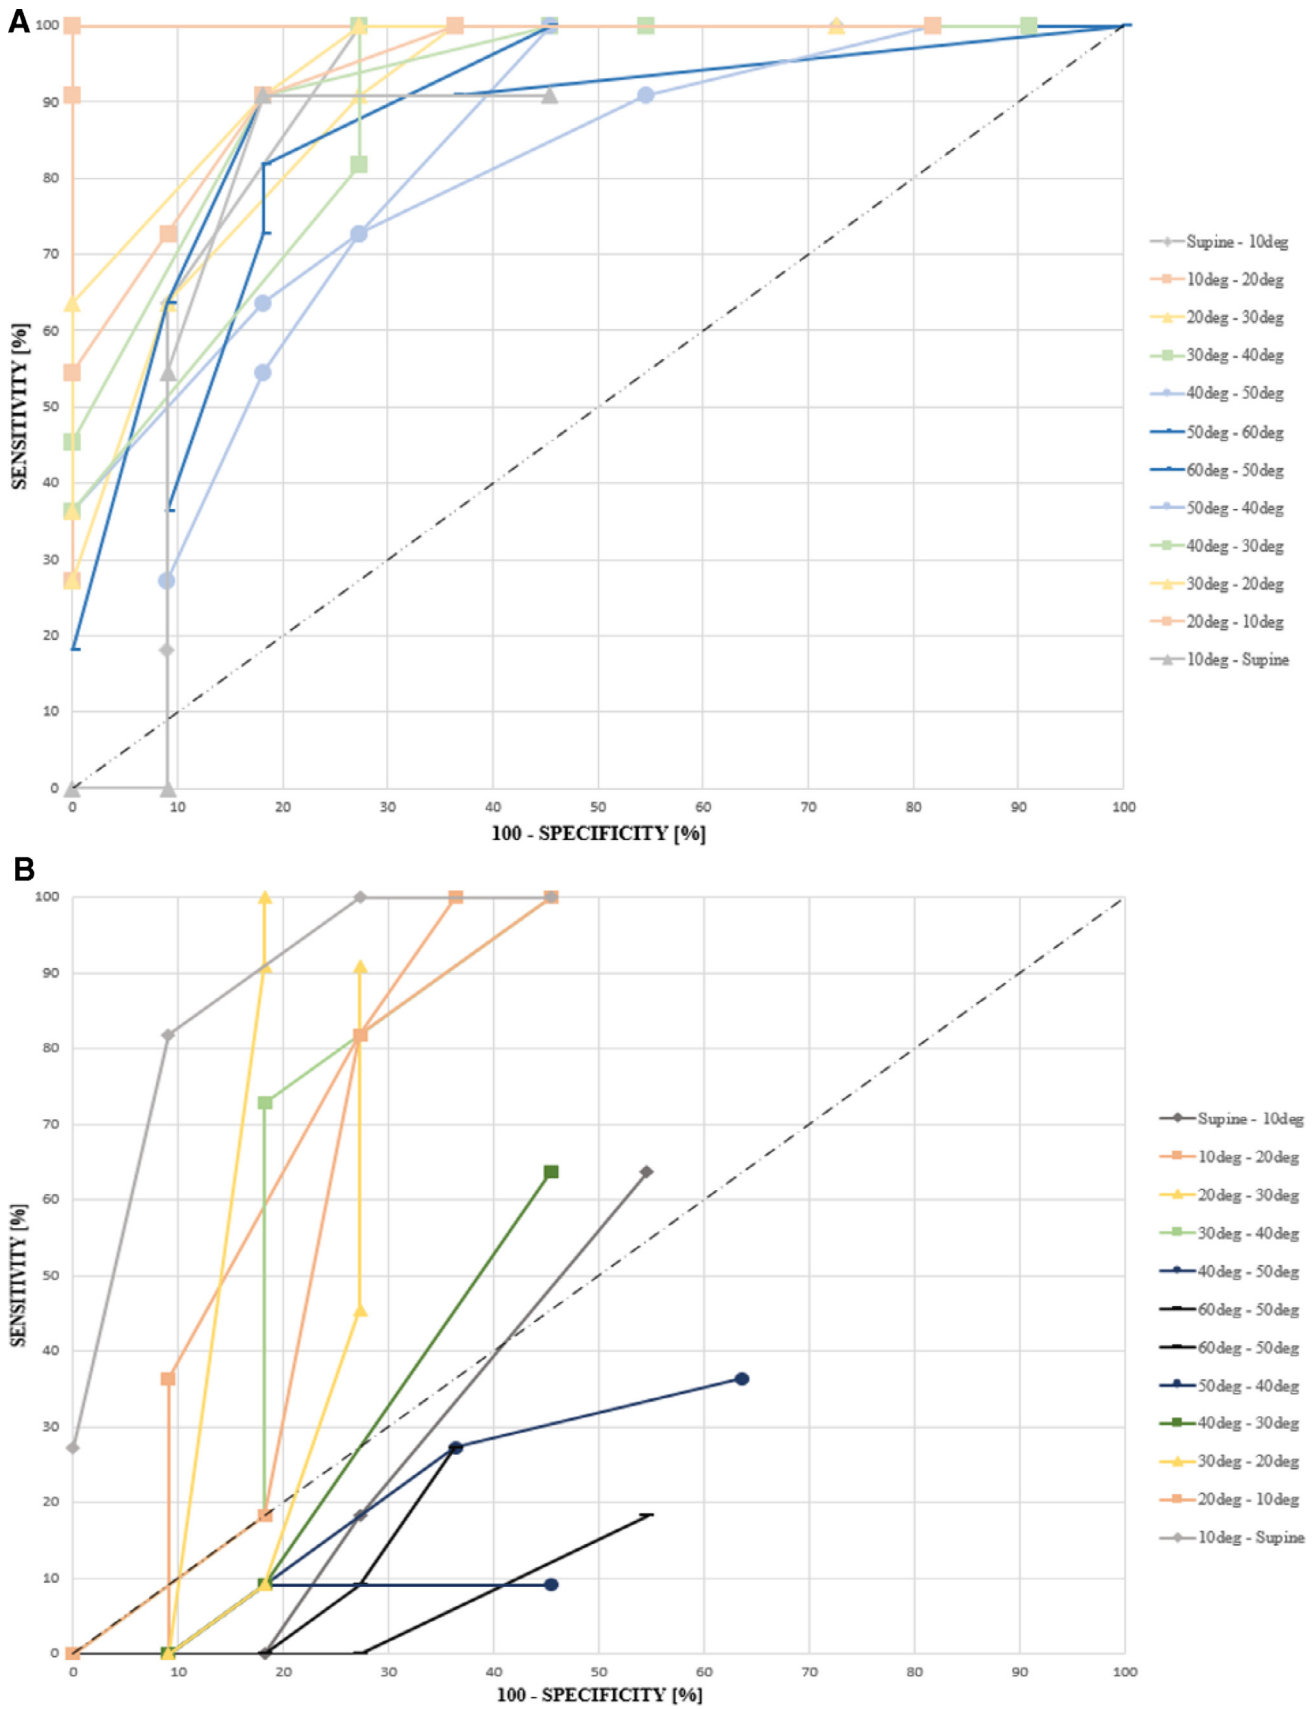 A
100
90
80
70
60
50
40
30
20
10
0
SENSITIVITY [%]
0 10 20 30 40 50 60 70 80 90 100
100 - SPECIFICITY [%]
Supine - 10deg
10deg - 20deg
20deg - 30deg
30deg - 40deg
40deg - 50deg
50deg - 60deg
60deg - 50deg
50deg - 40deg
40deg - 30deg
30deg - 20deg
20deg - 10deg
10deg - Supine
B
100
90
80
70
60
50
40
30
20
10
0
SENSITIVITY [%]
0 10 20 30 40 50 60 70 80 90 100
100 - SPECIFICITY [%]
Supine - 10deg
10deg - 20deg
20deg - 30deg
30deg - 40deg
40deg - 50deg
60deg - 50deg
60deg - 50deg
50deg - 40deg
40deg - 30deg
30deg - 20deg
20deg - 10deg
10deg - Supine